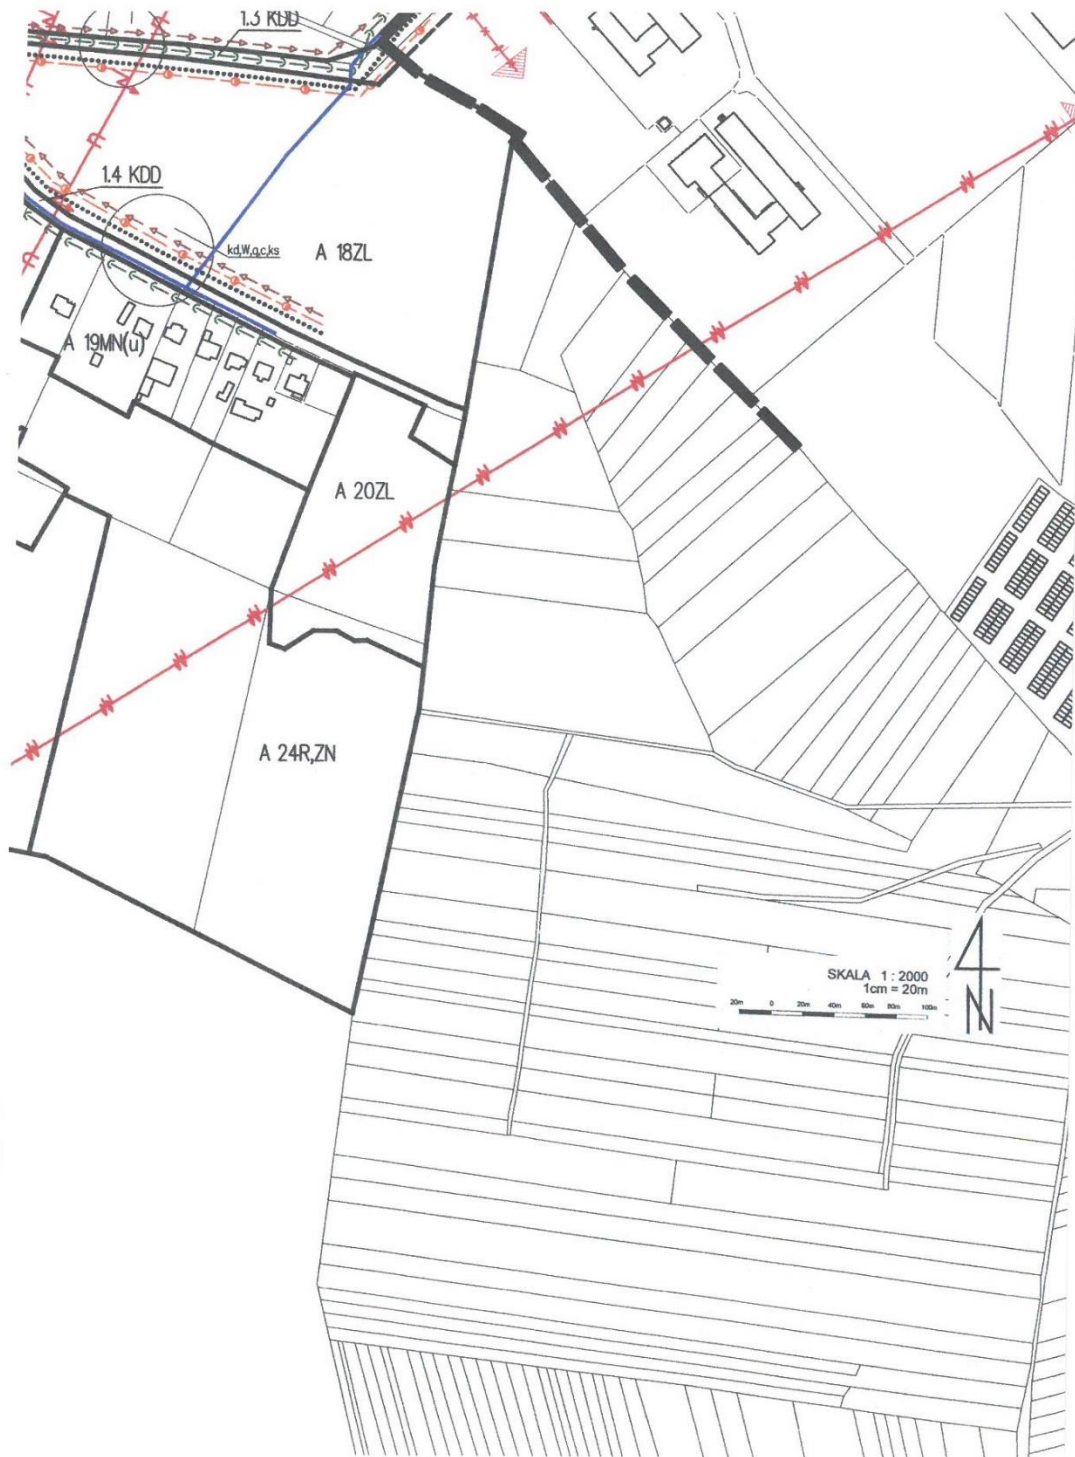 1.3 KDD
1.4 KDD
kd,W,g,c,ks
A 18ZL
A 19MN(u)
A 20ZL
A 24R,ZN
SKALA 1 : 2000
1cm = 20m
20m 0 20m 40m 60m 80m 100m
N